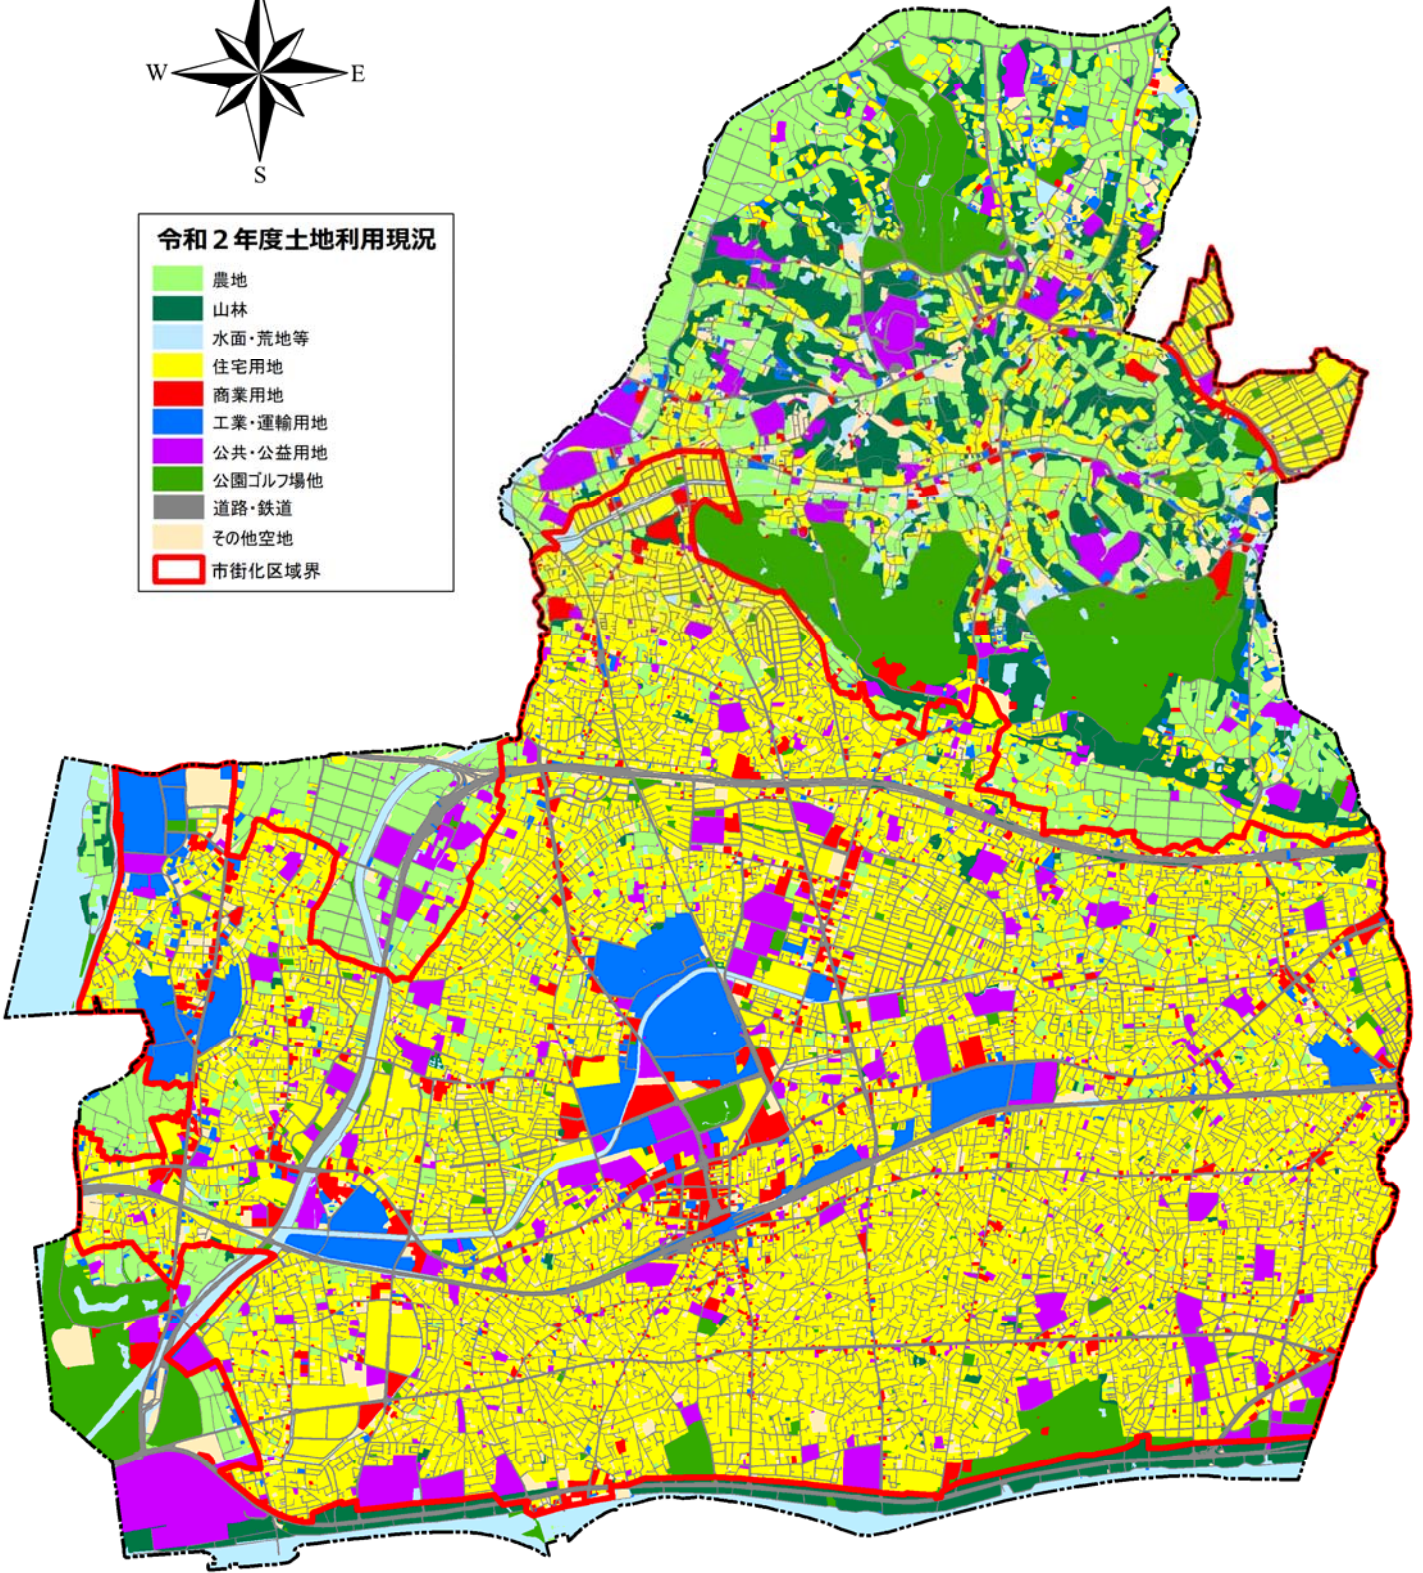 W
E
S
令和２年度土地利用現況
農地
山林
水面・荒地等
住宅用地
商業用地
工業・運輸用地
公共・公益用地
公園ゴルフ場他
道路・鉄道
その他空地
市街化区域界